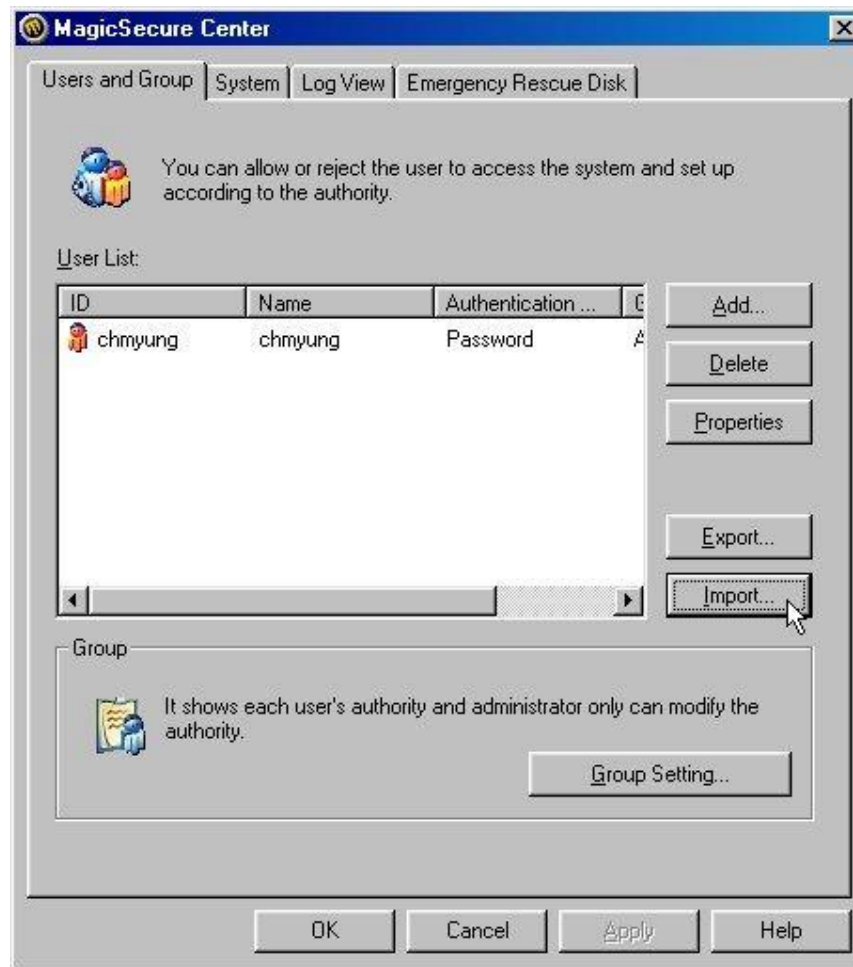 MagicSecure Center
Users and Group System Log View Emergency Rescue Disk
You can allow or reject the user to access the system and set up
according to the authority.
User List:
ID Name Authentication ...
chmyung chmyung Password
Add...
Delete
Properties
Export...
Import...
Group
It shows each user's authority and administrator only can modify the
authority.
Group Setting...
OK Cancel Apply Help